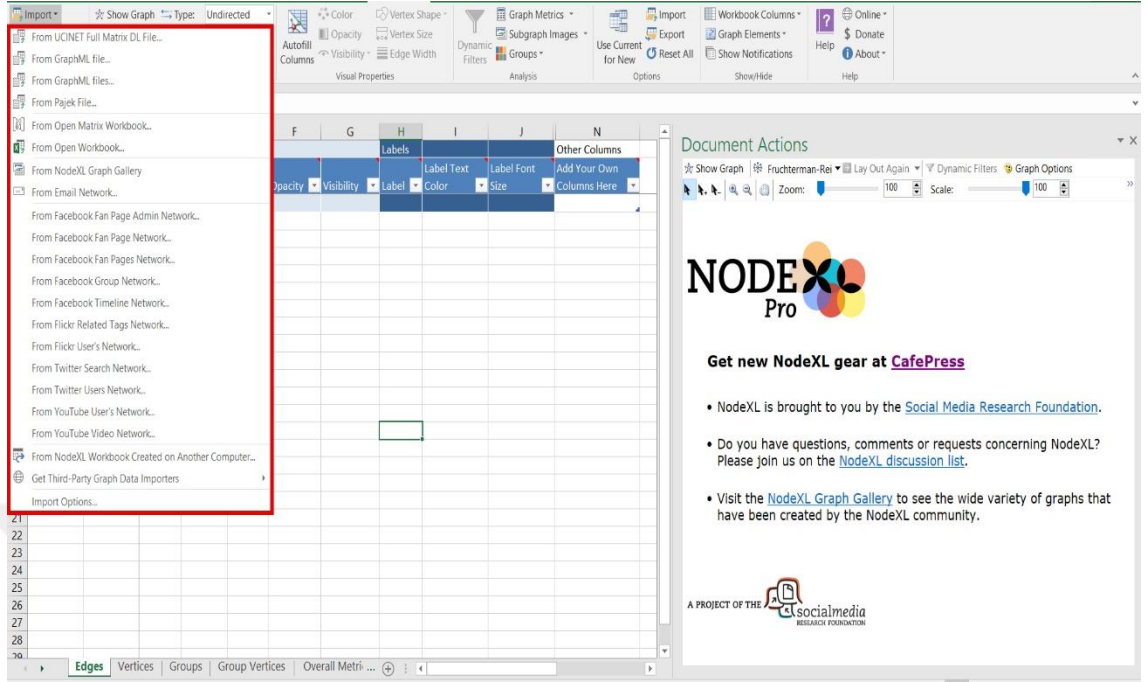 Import
Show Graph
Type:
Undirected
From UCINET Full Matrix DL File...
From GraphML file...
From GraphML files...
From Pajek File...
From Open Matrix Workbook...
From Open Workbook...
From NodeXL Graph Gallery
From Email Network...
From Facebook Fan Page Admin Network...
From Facebook Fan Page Network...
From Facebook Fan Pages Network...
From Facebook Group Network...
From Facebook Timeline Network...
From Flickr Related Tags Network...
From Flickr User's Network...
From Twitter Search Network...
From Twitter Users Network...
From YouTube User's Network...
From YouTube Video Network...
From NodeXL Workbook Created on Another Computer...
Get Third-Party Graph Data Importers
Import Options...
Autofill
Columns
Color
Opacity
Visibility
Vertex Shape
Vertex Size
Edge Width
Visual Properties
Dynamic
Filters
Graph Metrics
Subgraph Images
Groups
Analysis
Use Current
for New
Import
Export
Reset All
Options
Workbook Columns
Graph Elements
Show Notifications
Show/Hide
?
Help
Online
$ Donate
About
Help
F G H I J N
Labels
Other Columns
Opacity
Visibility
Label
Label Text
Color
Label Font
Size
Add Your Own
Columns Here
21
22
23
24
25
26
27
28
29
Edges
Vertices
Groups
Group Vertices
Overall Metri ...
Document Actions
Show Graph
Fruchterman-Rei
Lay Out Again
Dynamic Filters
Graph Options
Zoom:
100
Scale:
100
NODEXL
Pro
Get new NodeXL gear at CafePress
• NodeXL is brought to you by the Social Media Research Foundation.
• Do you have questions, comments or requests concerning NodeXL?
Please join us on the NodeXL discussion list.
• Visit the NodeXL Graph Gallery to see the wide variety of graphs that
have been created by the NodeXL community.
A PROJECT OF THE
socialmedia
RESEARCH FOUNDATION